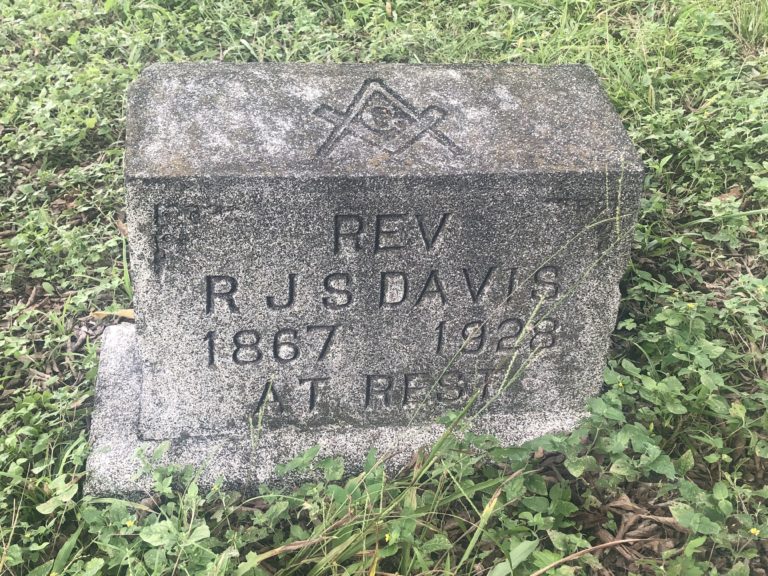 G
REV
R J S DAVIS
1867 1928
AT REST